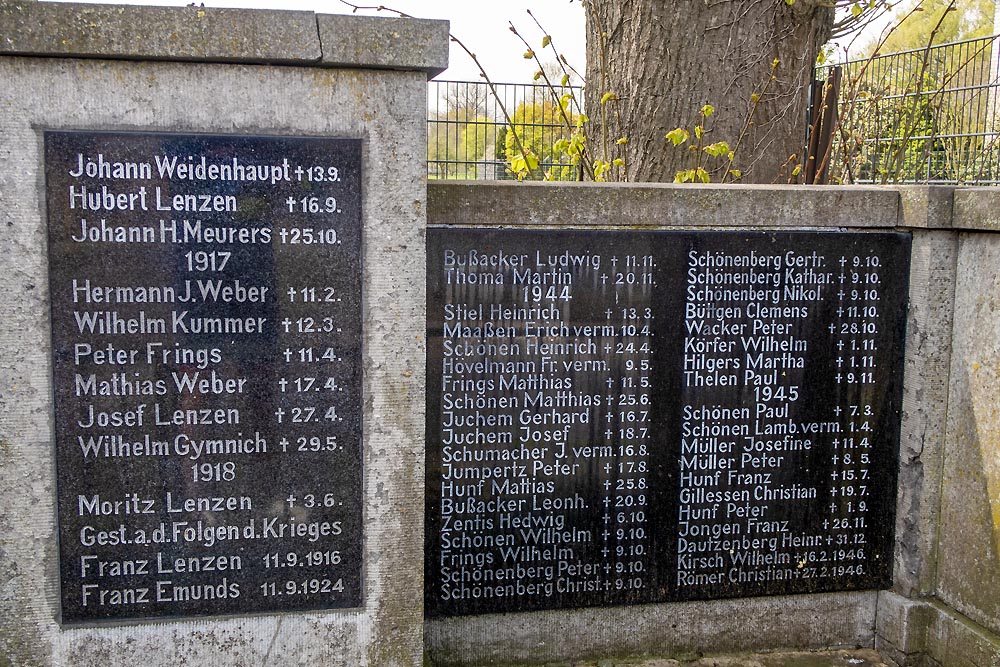 Johann Weidenhaupt †13.9.
Hubert Lenzen †16.9.
Johann H. Meurers †25.10.
1917
Hermann J. Weber †11.2.
Wilhelm Kummer †12.3.
Peter Frings †11.4.
Mathias Weber †17.4.
Josef Lenzen †27.4.
Wilhelm Gymnich †29.5.
1918
Moritz Lenzen †3.6.
Gest. a. d. Folgen d. Krieges
Franz Lenzen 11.9.1916
Franz Emunds 11.9.1924
Bußacker Ludwig † 11.11.
Thoma Martin † 20.11.
1944
Stiel Heinrich † 13.3.
Maaßen Erich verm. 10.4.
Schönen Heinrich † 24.4.
Hövelmann Fr. verm. 9.5.
Frings Matthias † 11.5.
Schönen Matthias † 25.6.
Juchem Gerhard † 16.7.
Juchem Josef † 18.7.
Schumacher J. verm. 16.8.
Jumpertz Peter † 17.8.
Hunf Mattias † 25.8.
Bußacker Leonh. † 20.9.
Zentis Hedwig † 6.10.
Schönen Wilhelm † 9.10.
Frings Wilhelm † 9.10.
Schönenberg Peter † 9.10.
Schönenberg Christ. † 9.10.
Schönenberg Gertr. † 9.10.
Schönenberg Kathar. † 9.10.
Schönenberg Nikol. † 9.10.
Büttgen Clemens † 11.10.
Wacker Peter † 28.10.
Körfer Wilhelm † 1.11.
Hilgers Martha † 1.11.
Thelen Paul † 9.11.
1945
Schönen Paul † 7.3.
Schönen Lamb. verm. 1.4.
Müller Josefine † 11.4.
Müller Peter † 8.5.
Hunf Franz † 15.7.
Gillessen Christian † 19.7.
Hunf Peter † 1.9.
Jongen Franz † 26.11.
Dautzenberg Heinr. † 31.12.
Kirsch Wilhelm † 16.2.1946.
Römer Christian † 27.2.1946.